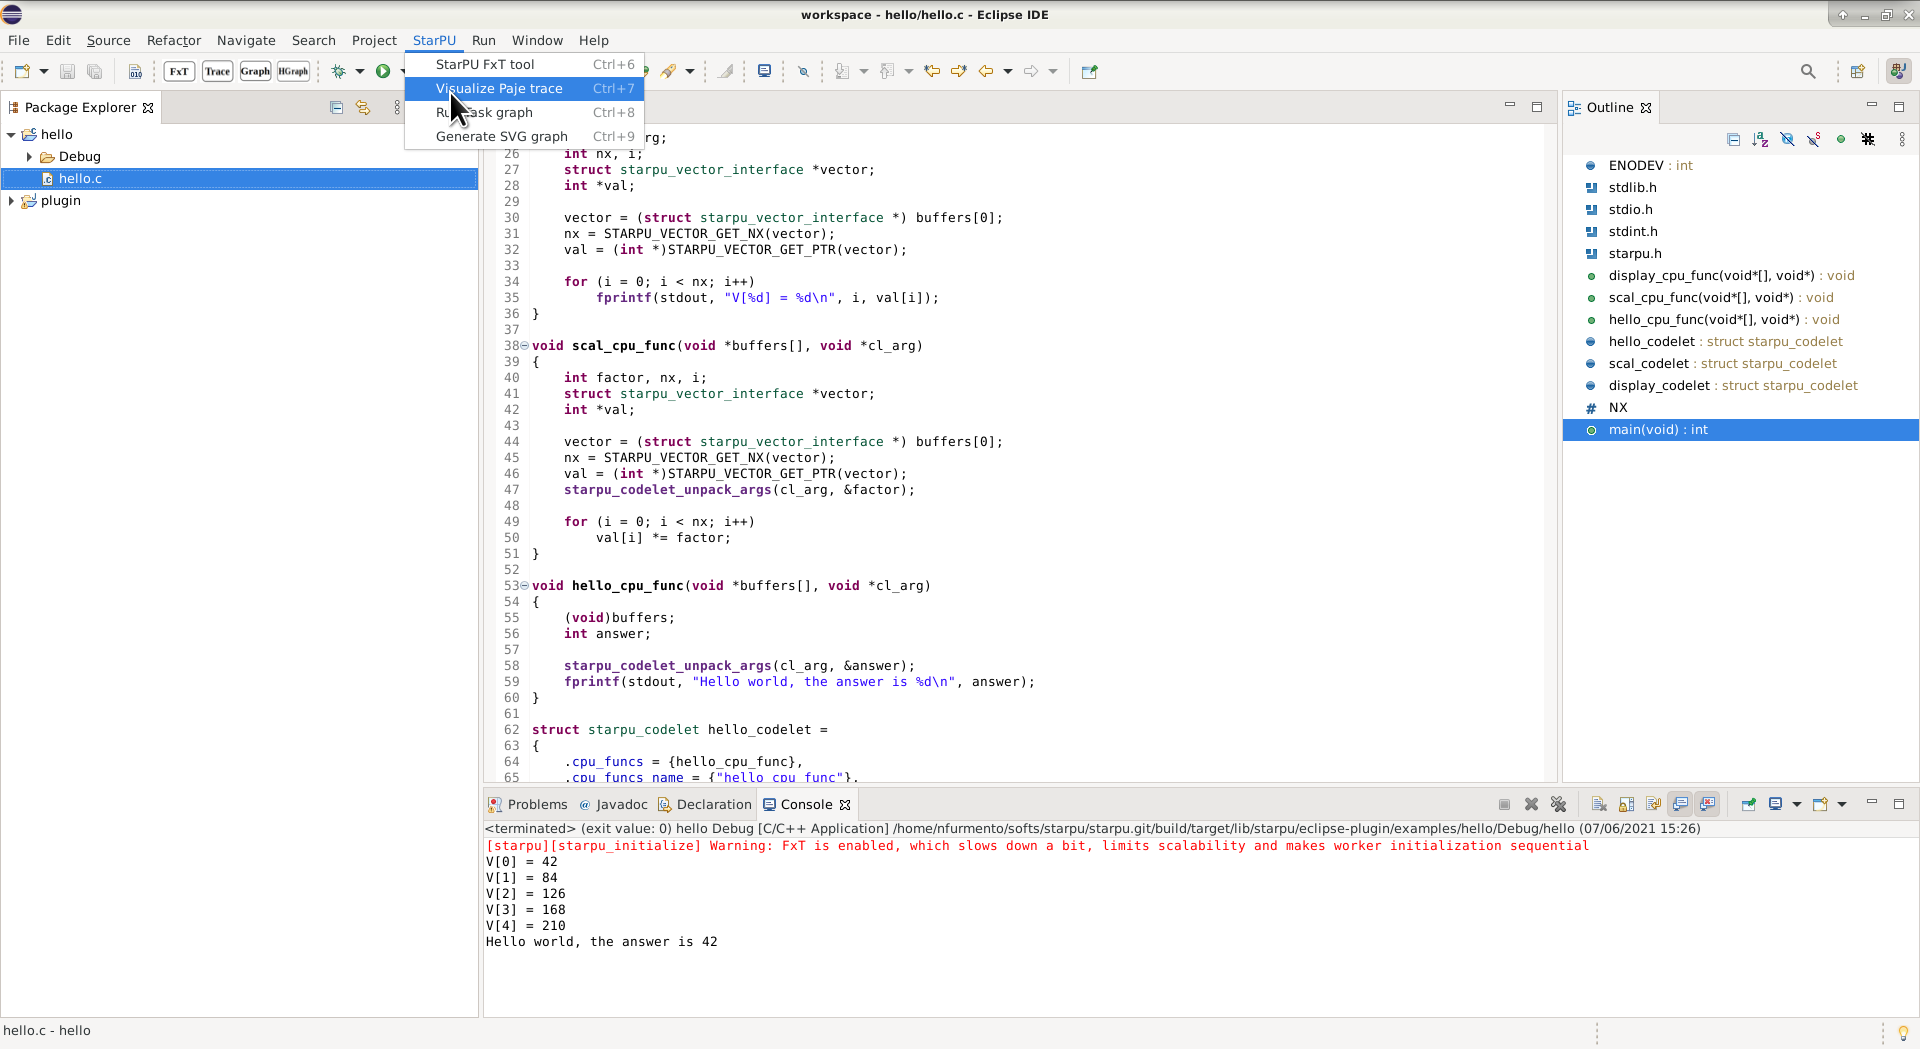 workspace - hello/hello.c - Eclipse IDE
File Edit Source Refactor Navigate Search Project StarPU Run Window Help
FxT Trace Graph HGraph
StarPU FxT tool Ctrl+6
Visualize Paje trace Ctrl+7
graph Ctrl+8
Generate SVG graph Ctrl+9
Package Explorer
hello
Debug
hello.c
plugin
rg;
26 int nx, i;
27 struct starpu_vector_interface *vector;
28 int *val;
29
30 vector = (struct starpu_vector_interface *) buffers[0];
31 nx = STARPU_VECTOR_GET_NX(vector);
32 val = (int *)STARPU_VECTOR_GET_PTR(vector);
33
34 for (i = 0; i < nx; i++)
35 fprintf(stdout, "V[%d] = %d\n", i, val[i]);
36 }
37
38 void scal_cpu_func(void *buffers[], void *cl_arg)
39 {
40 int factor, nx, i;
41 struct starpu_vector_interface *vector;
42 int *val;
43
44 vector = (struct starpu_vector_interface *) buffers[0];
45 nx = STARPU_VECTOR_GET_NX(vector);
46 val = (int *)STARPU_VECTOR_GET_PTR(vector);
47 starpu_codelet_unpack_args(cl_arg, &factor);
48
49 for (i = 0; i < nx; i++)
50 val[i] *= factor;
51 }
52
53 void hello_cpu_func(void *buffers[], void *cl_arg)
54 {
55 (void)buffers;
56 int answer;
57
58 starpu_codelet_unpack_args(cl_arg, &answer);
59 fprintf(stdout, "Hello world, the answer is %d\n", answer);
60 }
61
62 struct starpu_codelet hello_codelet =
63 {
64 .cpu_funcs = {hello_cpu_func},
65 .cpu_funcs_name = {"hello_cpu_func"},
Outline
ENODEV : int
stdlib.h
stdio.h
stdint.h
starpu.h
display_cpu_func(void*[], void*) : void
scal_cpu_func(void*[], void*) : void
hello_cpu_func(void*[], void*) : void
hello_codelet : struct starpu_codelet
scal_codelet : struct starpu_codelet
display_codelet : struct starpu_codelet
NX
main(void) : int
Problems Javadoc Declaration Console
<terminated> (exit value: 0) hello Debug [C/C++ Application] /home/nfurmento/softs/starpu/starpu.git/build/target/lib/starpu/eclipse-plugin/examples/hello/Debug/hello (07/06/2021 15:26)
[starpu][starpu_initialize] Warning: FxT is enabled, which slows down a bit, limits scalability and makes worker initialization sequential
V[0] = 42
V[1] = 84
V[2] = 126
V[3] = 168
V[4] = 210
Hello world, the answer is 42
hello.c - hello